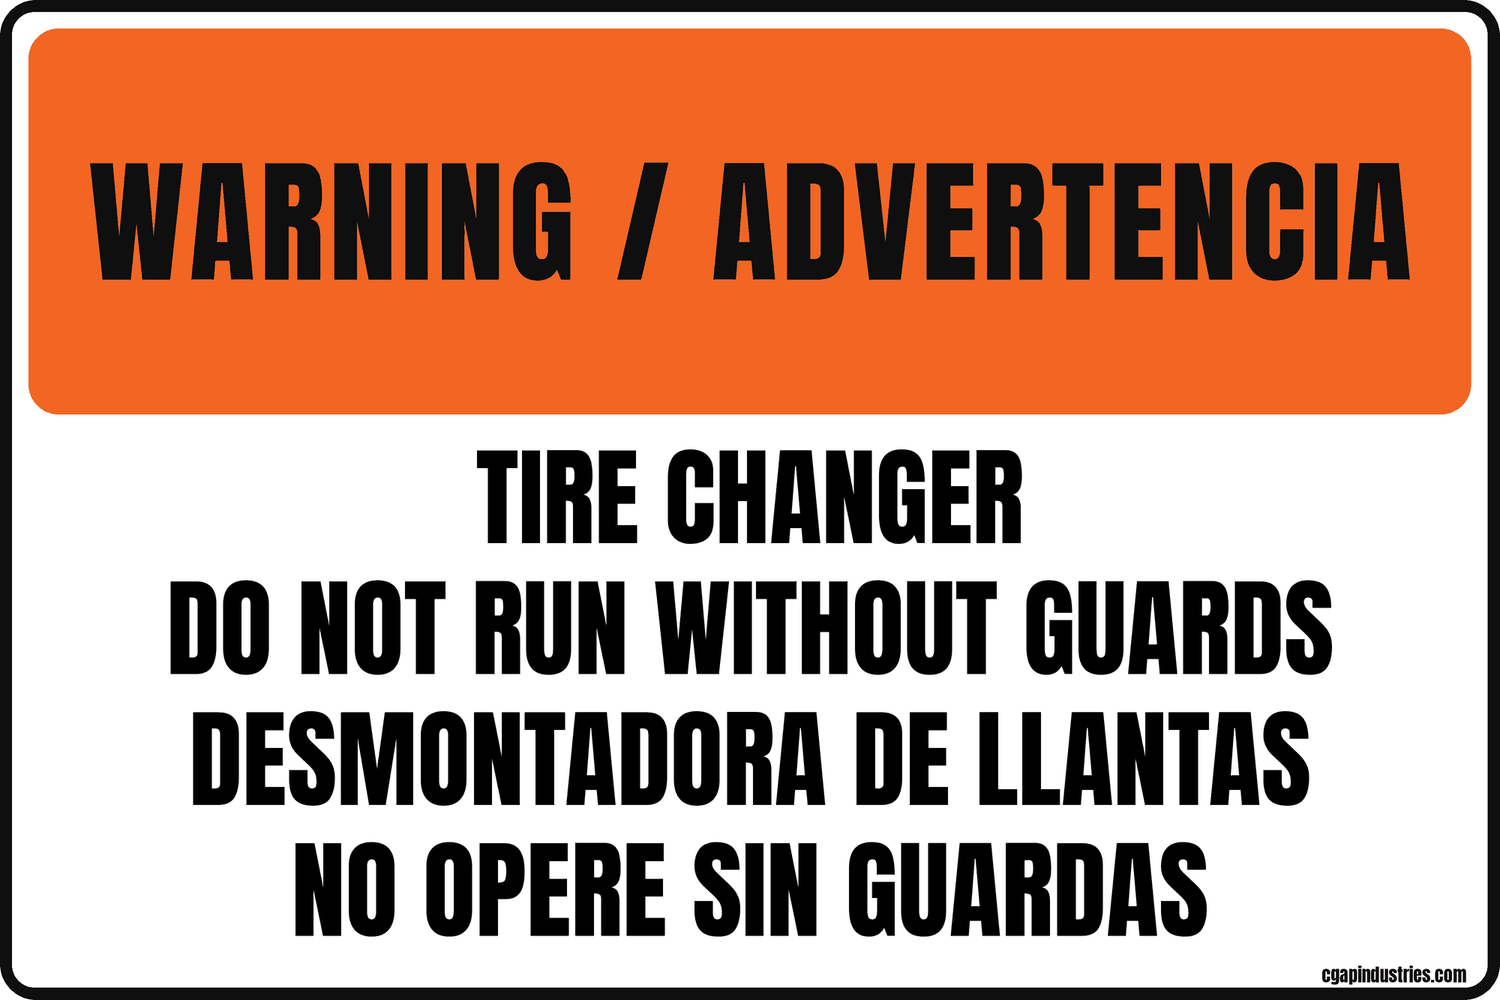 WARNING / ADVERTENCIA
TIRE CHANGER
DO NOT RUN WITHOUT GUARDS
DESMONTADORA DE LLANTAS
NO OPERE SIN GUARDAS
cgapindustries.com